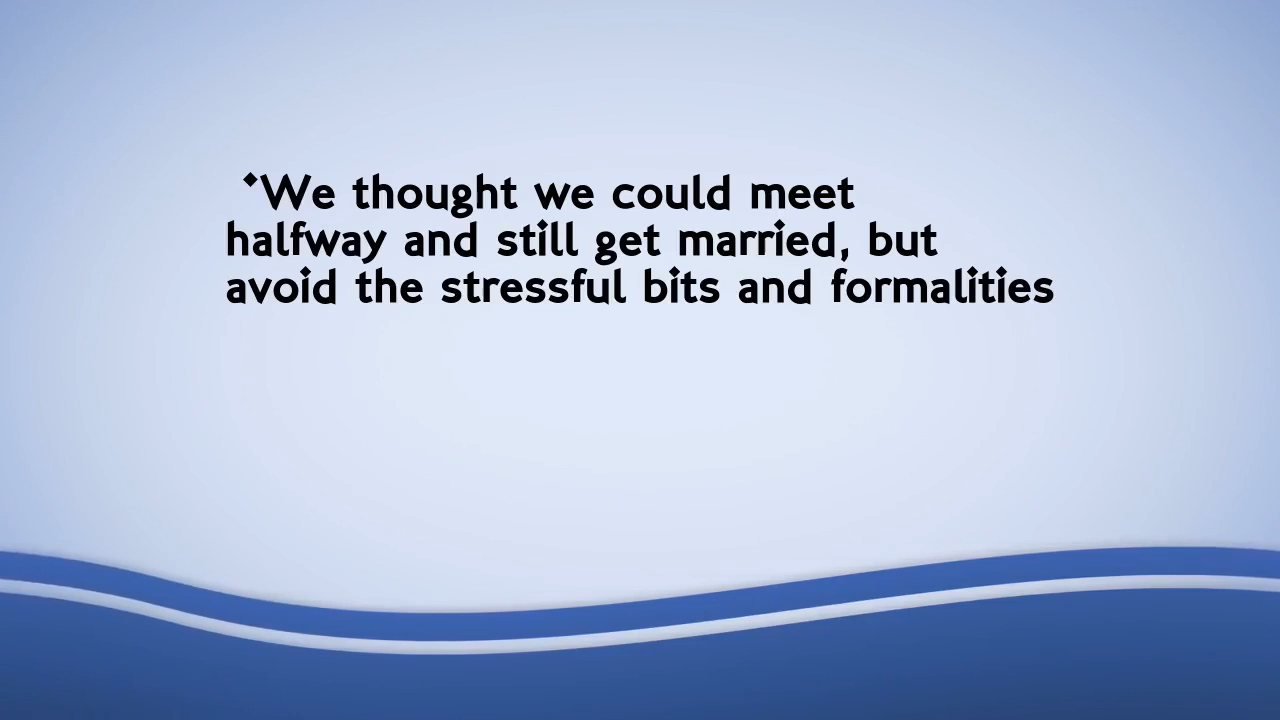 ‘We thought we could meet
halfway and still get married, but
avoid the stressful bits and formalities